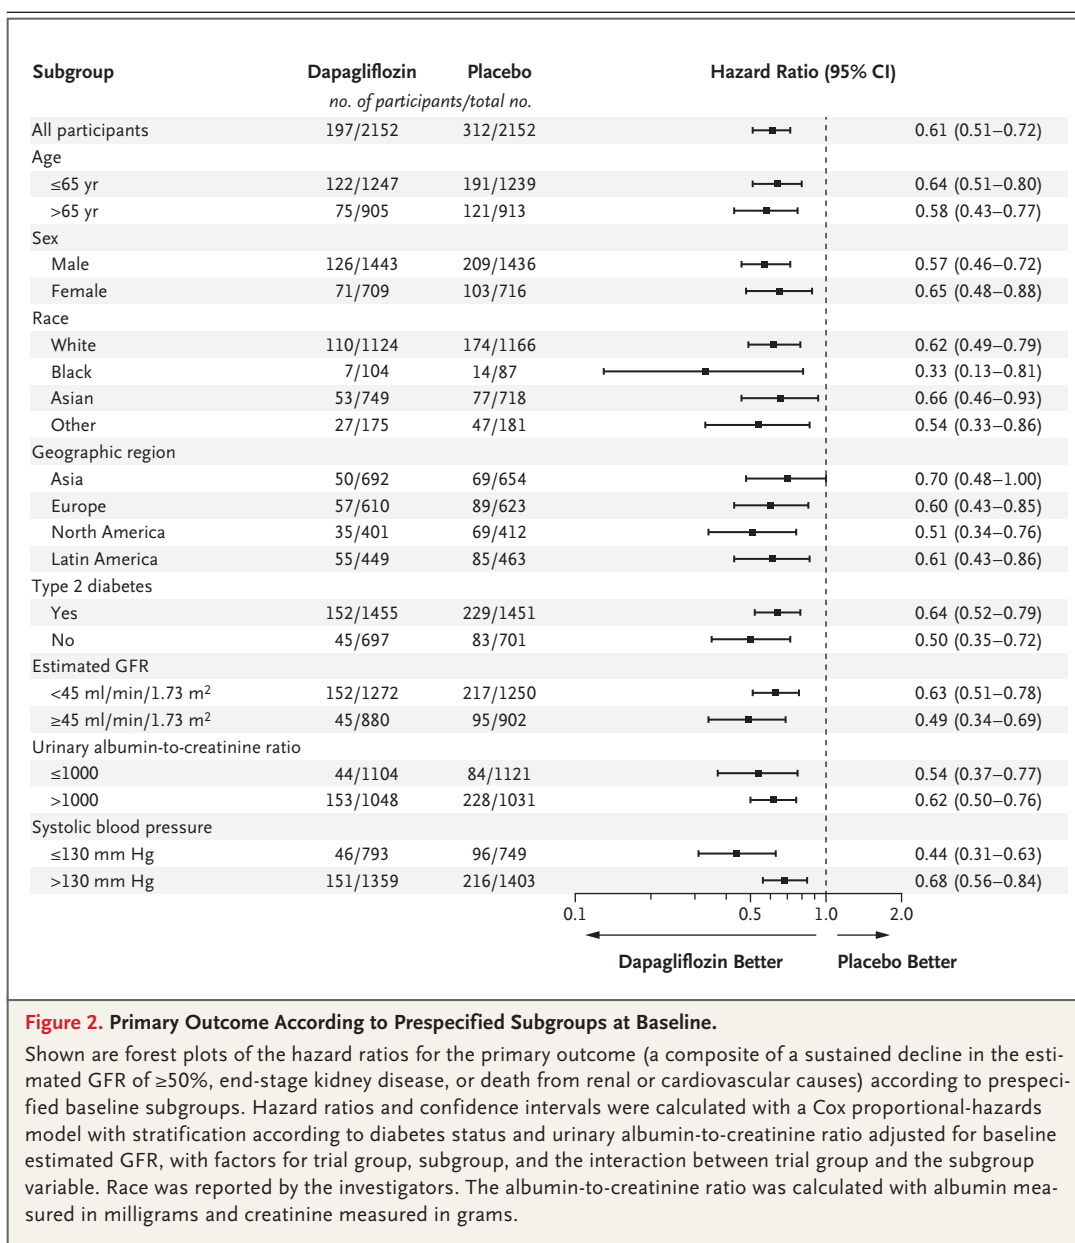 Subgroup Dapagliflozin Placebo Hazard Ratio (95% CI)
no. of participants/total no.
All participants 197/2152 312/2152 0.61 (0.51–0.72)
Age
≤65 yr 122/1247 191/1239 0.64 (0.51–0.80)
>65 yr 75/905 121/913 0.58 (0.43–0.77)
Sex
Male 126/1443 209/1436 0.57 (0.46–0.72)
Female 71/709 103/716 0.65 (0.48–0.88)
Race
White 110/1124 174/1166 0.62 (0.49–0.79)
Black 7/104 14/87 0.33 (0.13–0.81)
Asian 53/749 77/718 0.66 (0.46–0.93)
Other 27/175 47/181 0.54 (0.33–0.86)
Geographic region
Asia 50/692 69/654 0.70 (0.48–1.00)
Europe 57/610 89/623 0.60 (0.43–0.85)
North America 35/401 69/412 0.51 (0.34–0.76)
Latin America 55/449 85/463 0.61 (0.43–0.86)
Type 2 diabetes
Yes 152/1455 229/1451 0.64 (0.52–0.79)
No 45/697 83/701 0.50 (0.35–0.72)
Estimated GFR
<45 ml/min/1.73 m² 152/1272 217/1250 0.63 (0.51–0.78)
≥45 ml/min/1.73 m² 45/880 95/902 0.49 (0.34–0.69)
Urinary albumin-to-creatinine ratio
≤1000 44/1104 84/1121 0.54 (0.37–0.77)
>1000 153/1048 228/1031 0.62 (0.50–0.76)
Systolic blood pressure
≤130 mm Hg 46/793 96/749 0.44 (0.31–0.63)
>130 mm Hg 151/1359 216/1403 0.68 (0.56–0.84)
0.1 0.5 1.0 2.0
Dapagliflozin Better Placebo Better
Figure 2. Primary Outcome According to Prespecified Subgroups at Baseline.
Shown are forest plots of the hazard ratios for the primary outcome (a composite of a sustained decline in the esti-
mated GFR of ≥50%, end-stage kidney disease, or death from renal or cardiovascular causes) according to prespeci-
fied baseline subgroups. Hazard ratios and confidence intervals were calculated with a Cox proportional-hazards
model with stratification according to diabetes status and urinary albumin-to-creatinine ratio adjusted for baseline
estimated GFR, with factors for trial group, subgroup, and the interaction between trial group and the subgroup
variable. Race was reported by the investigators. The albumin-to-creatinine ratio was calculated with albumin mea-
sured in milligrams and creatinine measured in grams.